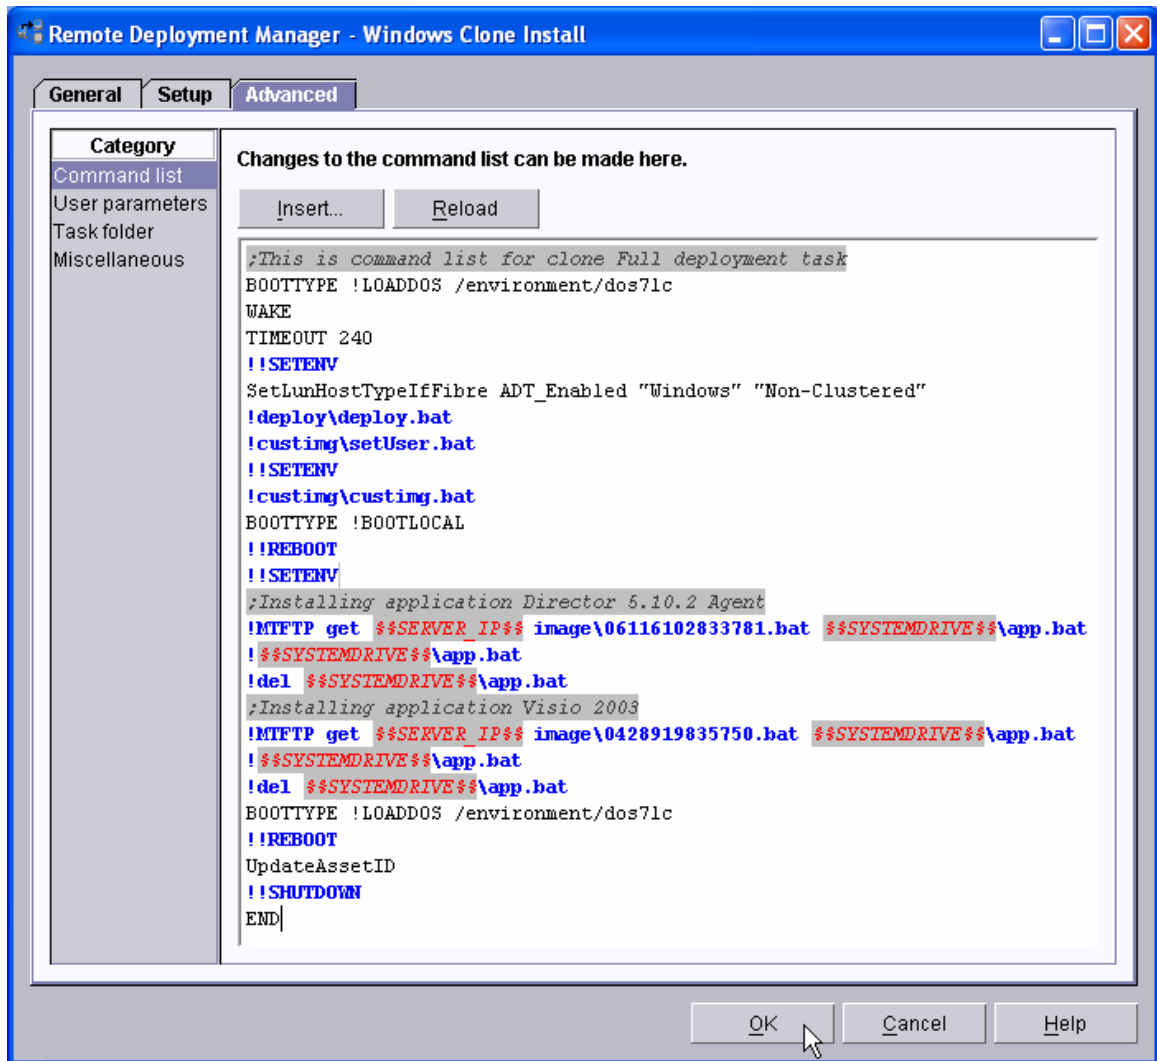 Remote Deployment Manager - Windows Clone Install
General Setup Advanced
Category
Command list
User parameters
Task folder
Miscellaneous
Changes to the command list can be made here.
Insert... Reload
;This is command list for clone Full deployment task
BOOTTYPE !LOADDOS /environment/dos71c
WAKE
TIMEOUT 240
!!SETENV
SetLunHostTypeIfFibre ADT_Enabled "Windows" "Non-Clustered"
!deploy\deploy.bat
!custimg\setUser.bat
!!SETENV
!custimg\custimg.bat
BOOTTYPE !BOOTLOCAL
!!REBOOT
!!SETENV
;Installing application Director 5.10.2 Agent
!MTFTP get %%SERVER_IP%% image\06116102833781.bat %%SYSTEMDRIVE%%\app.bat
!%%SYSTEMDRIVE%%\app.bat
!del %%SYSTEMDRIVE%%\app.bat
;Installing application Visio 2003
!MTFTP get %%SERVER_IP%% image\0428919835750.bat %%SYSTEMDRIVE%%\app.bat
!%%SYSTEMDRIVE%%\app.bat
!del %%SYSTEMDRIVE%%\app.bat
BOOTTYPE !LOADDOS /environment/dos71c
!!REBOOT
UpdateAssetID
!!SHUTDOWN
END
OK Cancel Help